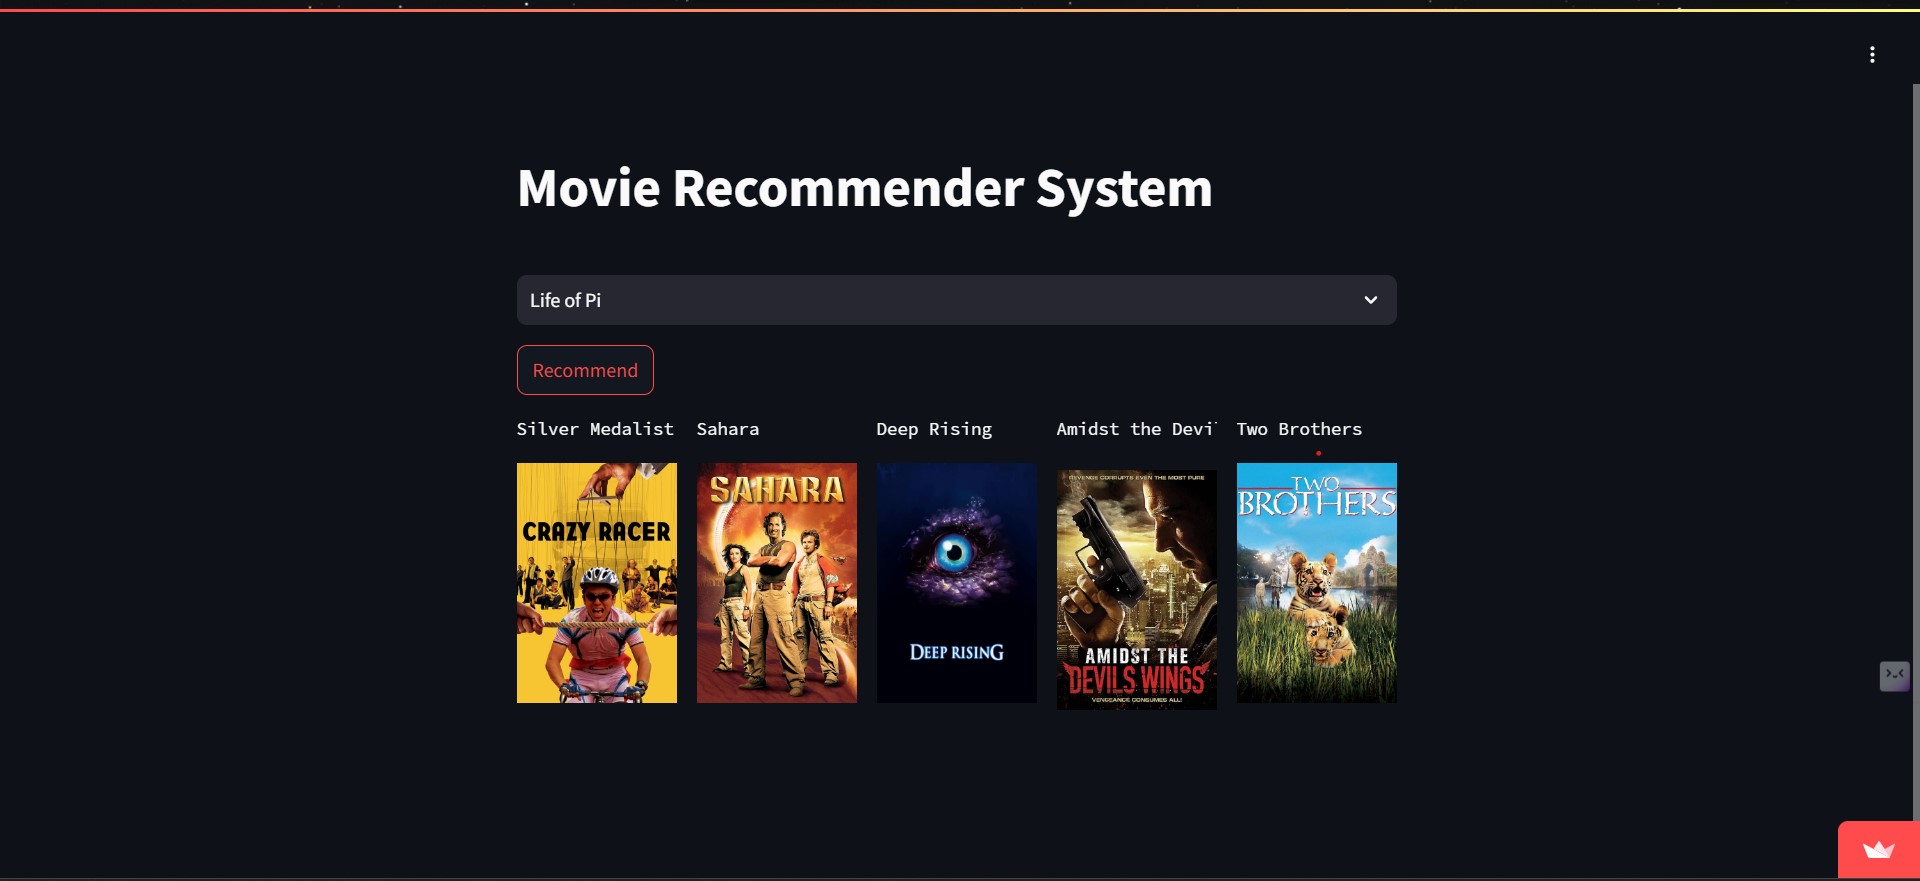 Movie Recommender System
Life of Pi
Recommend
Silver Medalist
Sahara
Deep Rising
Amidst the Devi
Two Brothers
CRAZY RACER
SAHARA
DEEP RISING
REVENGE CORRUPTS EVEN THE MOST PURE
AMIDST THE
DEVILS WINGS
VENGEANCE CONSUMES ALL!
TWO
BROTHERS